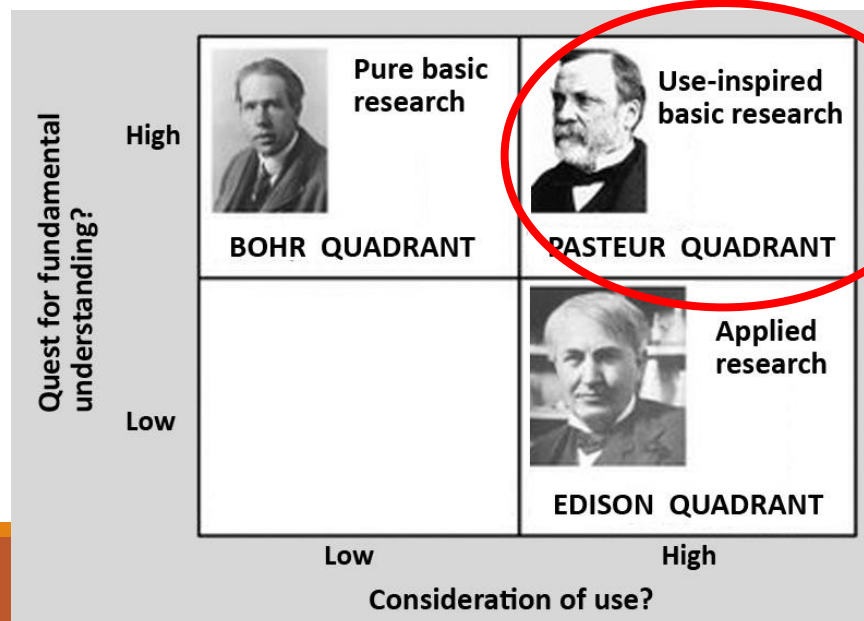 Quest for fundamental
understanding?
High
Pure basic
research
BOHR QUADRANT
Use-inspired
basic research
PASTEUR QUADRANT
Low
Applied
research
EDISON QUADRANT
Low
High
Consideration of use?